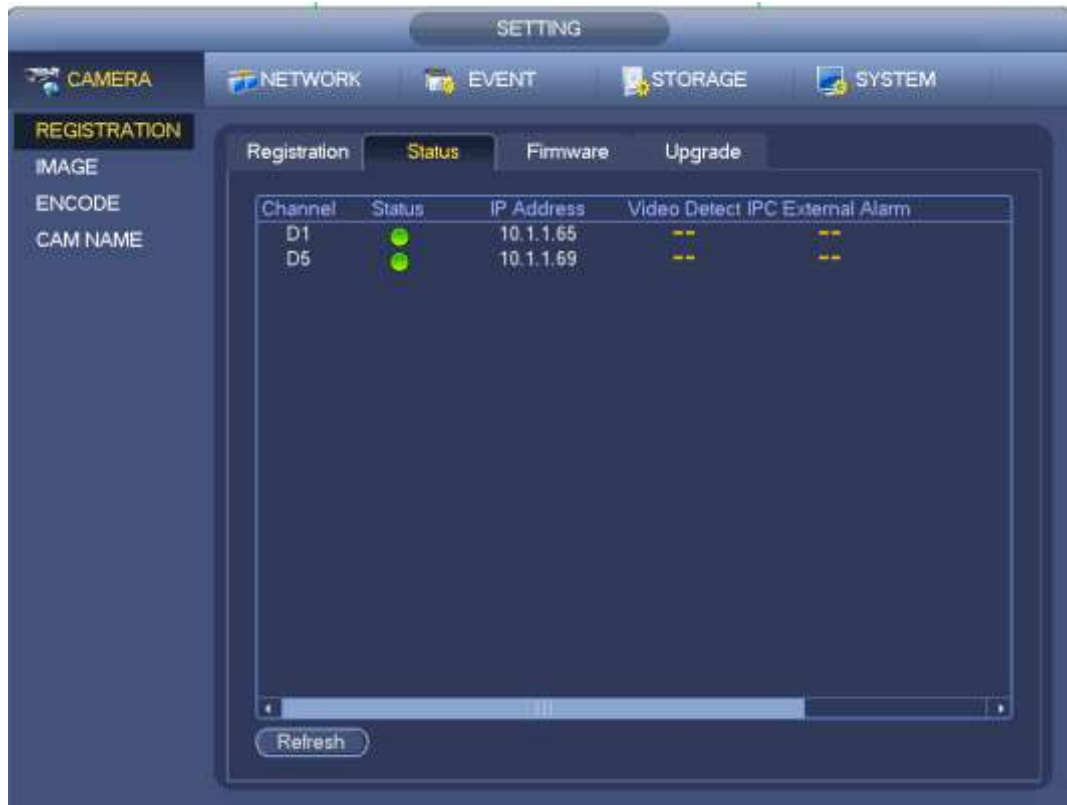 SETTING
CAMERA NETWORK EVENT STORAGE SYSTEM
REGISTRATION
IMAGE
ENCODE
CAM NAME
Registration Status Firmware Upgrade
Channel Status IP Address Video Detect IPC External Alarm
D1 10.1.1.65 -- --
D5 10.1.1.69 -- --
Refresh